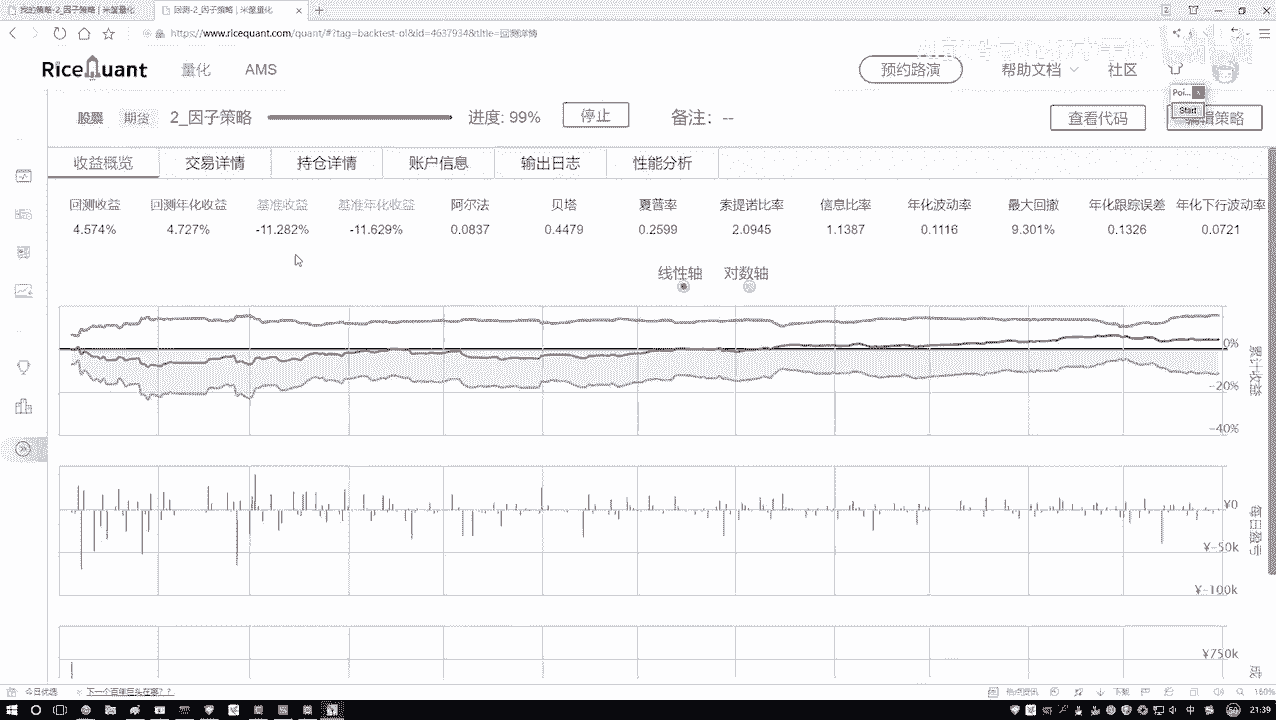 我的策略-2_因子策略 | 米筐量化
回测-2_因子策略 | 米筐量化
https://www.ricequant.com/quant/#?tag=backtest-ol&id=4637934&title=回测详情
RiceQuant 量化 AMS 预约路演 帮助文档 社区
Poi...
Start
股票 期货 2_因子策略 进度: 99% 停止 备注: -- 查看代码 策略
收益概览 交易详情 持仓详情 账户信息 输出日志 性能分析
回测收益 回测年化收益 基准收益 基准年化收益 阿尔法 贝塔 夏普率 索提诺比率 信息比率 年化波动率 最大回撤 年化跟踪误差 年化下行波动率
4.574% 4.727% -11.282% -11.629% 0.0837 0.4479 0.2599 2.0945 1.1387 0.1116 9.301% 0.1326 0.0721
线性轴 对数轴
0%
-20%
-40%
累计收益
¥0
¥-50k
¥-100k
每日盈亏
¥750k
成
今日优选
下载
160%
中
21:39